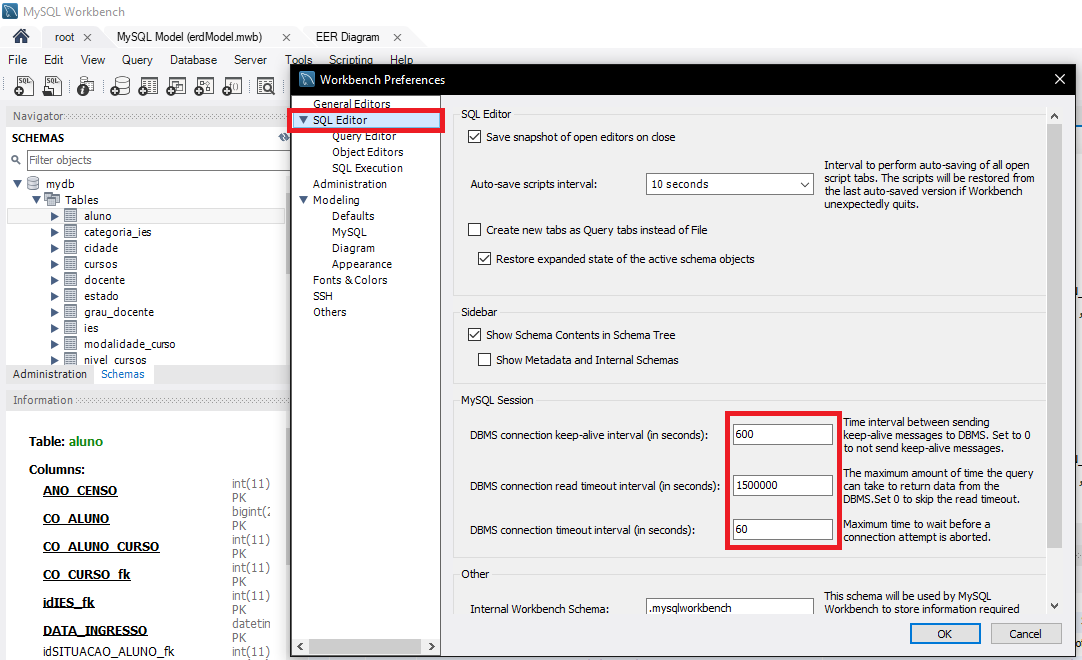 MySQL Workbench
root
MySQL Model (erdModel.mwb)
EER Diagram
File Edit View Query Database Server Tools Scripting Help
Navigator
SCHEMAS
Filter objects
mydb
Tables
aluno
categoria_ies
cidade
cursos
docente
estado
grau_docente
ies
modalidade_curso
nivel_cursos
Administration Schemas
Information
Table: aluno
Columns:
ANO_CENSO int(11)
PK
CO_ALUNO bigint(2
PK
CO_ALUNO_CURSO int(11)
PK
CO_CURSO_fk int(11)
PK
idIES_fk int(11)
PK
DATA_INGRESSO datetin
PK
idSITUACAO_ALUNO_fk int(11)
Workbench Preferences
General Editors
SQL Editor
Query Editor
Object Editors
SQL Execution
Administration
Modeling
Defaults
MySQL
Diagram
Appearance
Fonts & Colors
SSH
Others
SQL Editor
Save snapshot of open editors on close
Auto-save scripts interval: 10 seconds
Interval to perform auto-saving of all open
script tabs. The scripts will be restored from
the last auto-saved version if Workbench
unexpectedly quits.
Create new tabs as Query tabs instead of File
Restore expanded state of the active schema objects
Sidebar
Show Schema Contents in Schema Tree
Show Metadata and Internal Schemas
MySQL Session
DBMS connection keep-alive interval (in seconds): 600
Time interval between sending
keep-alive messages to DBMS. Set to 0
to not send keep-alive messages.
DBMS connection read timeout interval (in seconds): 1500000
The maximum amount of time the query
can take to return data from the
DBMS.Set 0 to skip the read timeout.
DBMS connection timeout interval (in seconds): 60
Maximum time to wait before a
connection attempt is aborted.
Other
Internal Workbench Schema: .mysqlworkbench
This schema will be used by MySQL
Workbench to store information required
OK Cancel